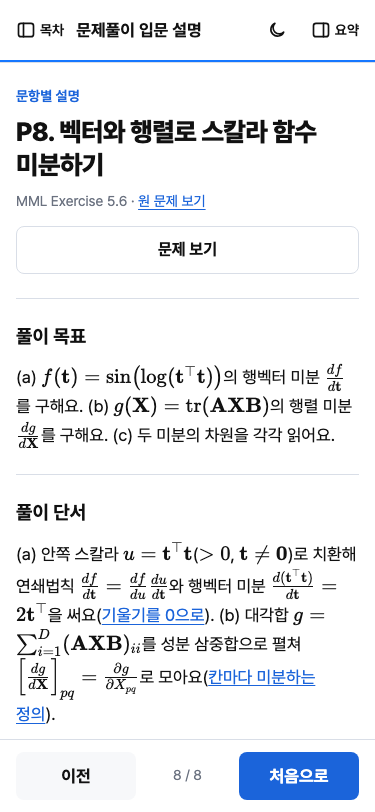 목차 문제풀이 입문 설명 요약
문항별 설명
P8. 벡터와 행렬로 스칼라 함수
미분하기
MML Exercise 5.6 · 원 문제 보기
문제 보기
풀이 목표
(a) f(t) = sin(log(t⊤t))의 행벡터 미분 df/dt
를 구해요. (b) g(X) = tr(AXB)의 행렬 미분
dg/dX를 구해요. (c) 두 미분의 차원을 각각 읽어요.
풀이 단서
(a) 안쪽 스칼라 u = t⊤t(> 0, t ≠ 0)로 치환해
연쇄법칙 df/dt = df/du du/dt와 행벡터 미분 d(t⊤t)/dt =
2t⊤을 써요(기울기를 0으로). (b) 대각합 g =
∑_{i=1}^{D}(AXB)_{ii}를 성분 삼중합으로 펼쳐
[dg/dX]_{pq} = ∂g/∂X_{pq}로 모아요(칸마다 미분하는
정의).
이전 8 / 8 처음으로